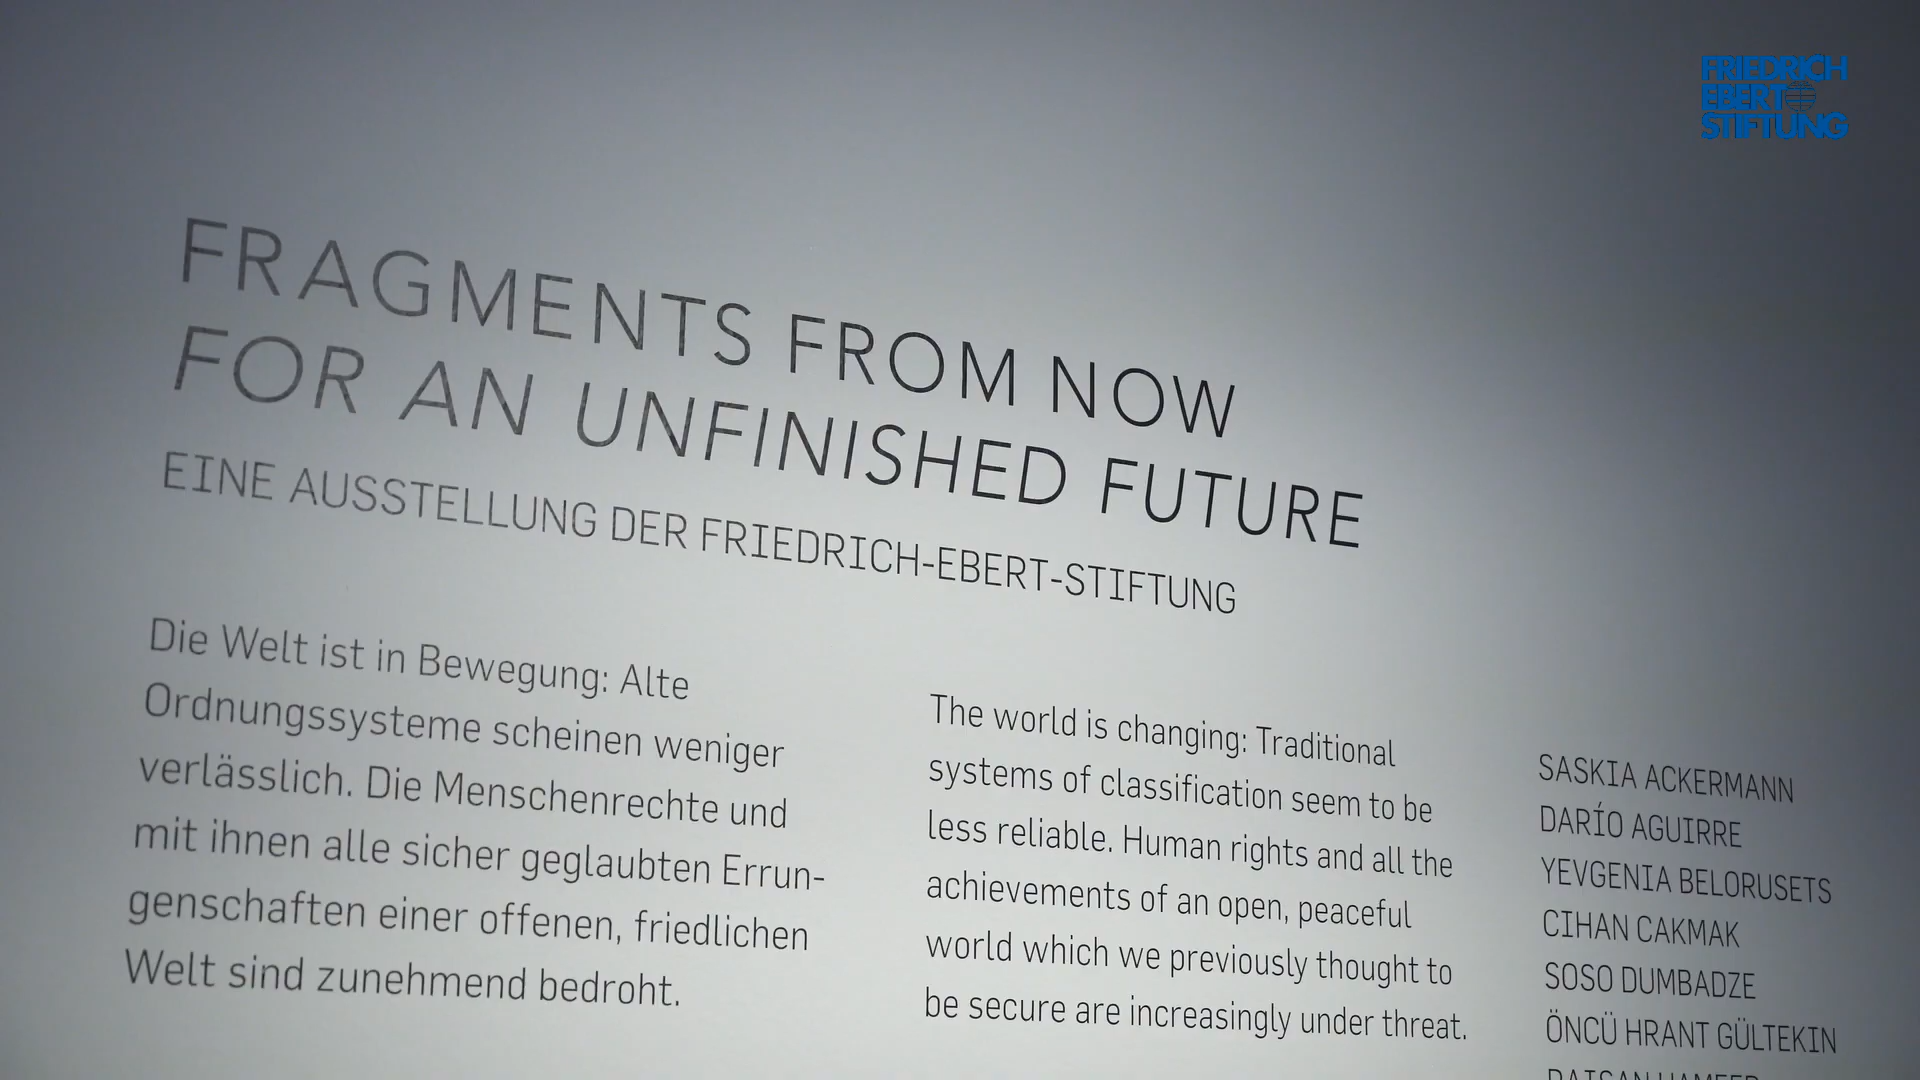 FRIEDRICH
EBERT
STIFTUNG
FRAGMENTS FROM NOW
FOR AN UNFINISHED FUTURE
EINE AUSSTELLUNG DER FRIEDRICH-EBERT-STIFTUNG
Die Welt ist in Bewegung: Alte
Ordnungssysteme scheinen weniger
verlässlich. Die Menschenrechte und
mit ihnen alle sicher geglaubten Errun-
genschaften einer offenen, friedlichen
Welt sind zunehmend bedroht.
The world is changing: Traditional
systems of classification seem to be
less reliable. Human rights and all the
achievements of an open, peaceful
world which we previously thought to
be secure are increasingly under threat.
SASKIA ACKERMANN
DARÍO AGUIRRE
YEVGENIA BELORUSETS
CIHAN CAKMAK
SOSO DUMBADZE
ÖNCÜ HRANT GÜLTEKIN